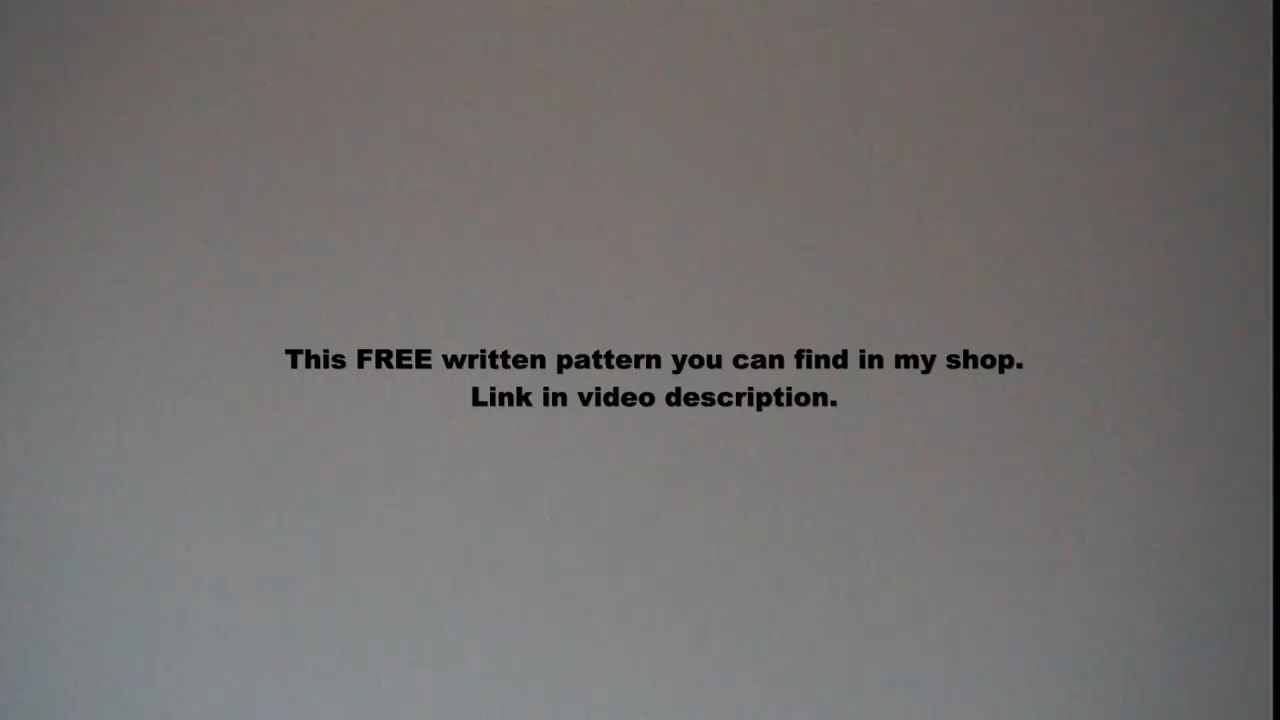 This FREE written pattern you can find in my shop.
Link in video description.